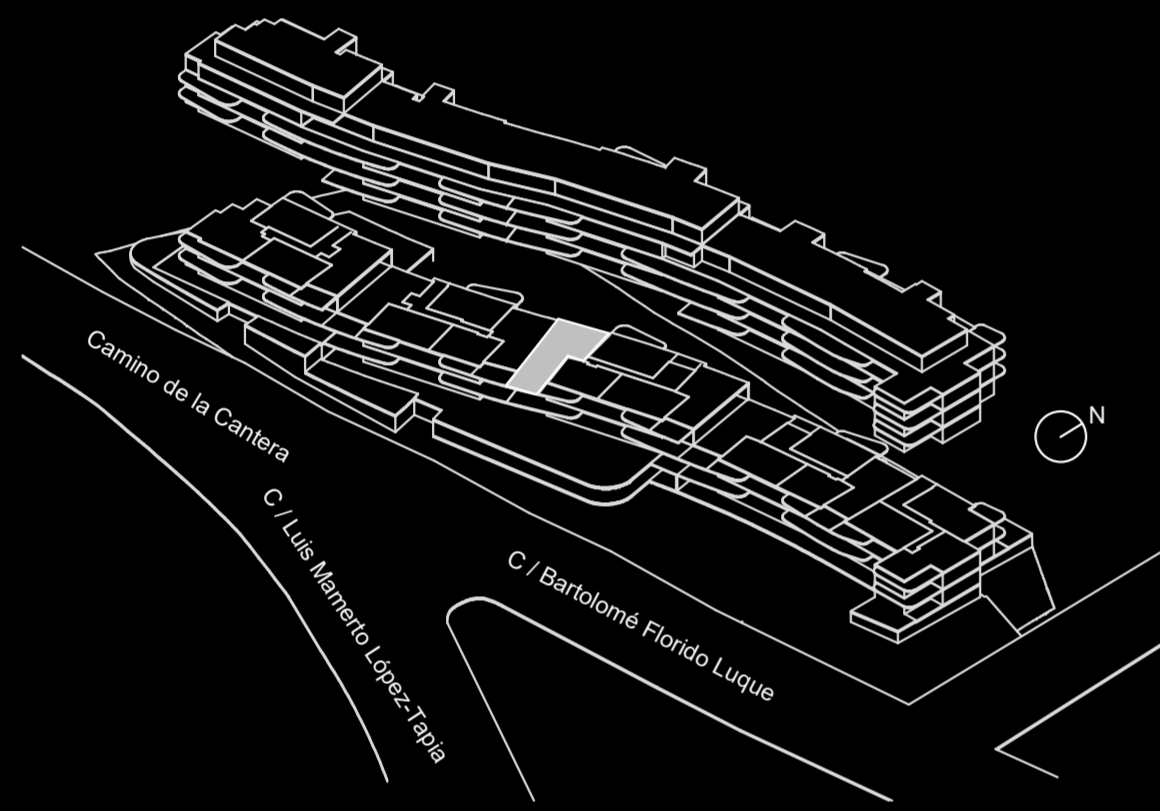 N
Camino de la Cantera
C / Luis Mamerto López-Tapia
C / Bartolomé Florido Luque